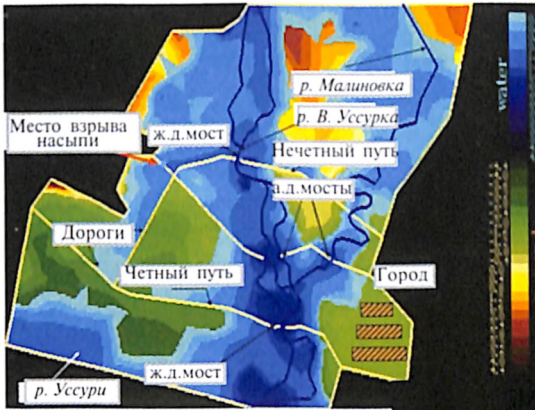 р. Малиновка
р. В. Уссурка
Место взрыва
насыпи
ж.д.мост
Нечетный путь
а.д.мосты
Дороги
Четный путь
Город
ж.д.мост
р. Уссури
water